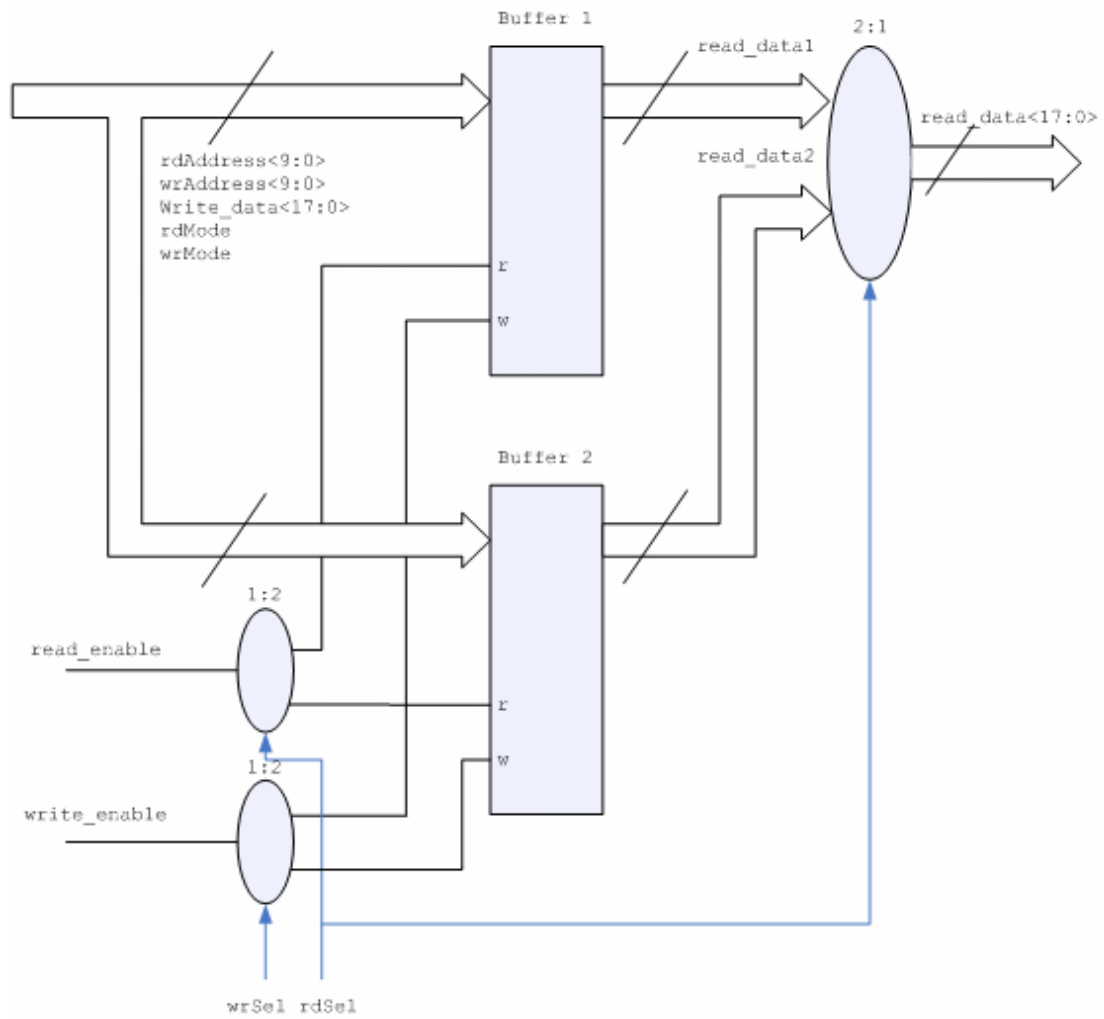 Buffer 1
2:1
read_data1
read_data<17:0>
rdAddress<9:0>
wrAddress<9:0>
Write_data<17:0>
rdMode
wrMode
read_data2
r
w
Buffer 2
1:2
read_enable
r
w
1:2
write_enable
wrSel rdSel